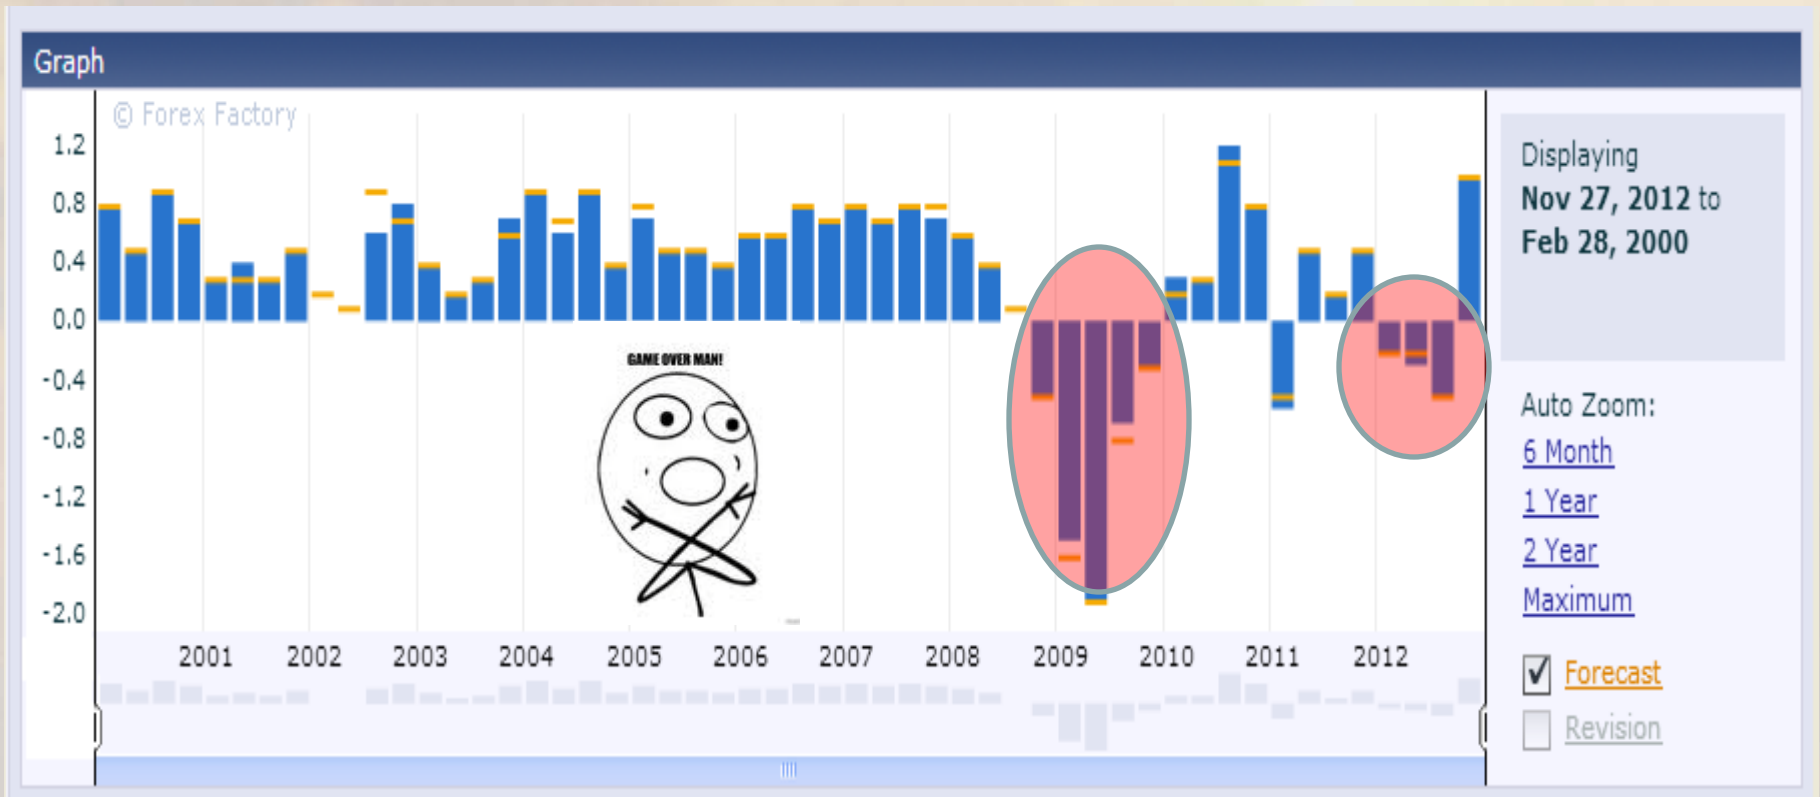 Graph
© Forex Factory
1.2
0.8
0.4
0.0
-0.4
-0.8
-1.2
-1.6
-2.0
GAME OVER MAN!
2001 2002 2003 2004 2005 2006 2007 2008 2009 2010 2011 2012
Displaying
Nov 27, 2012 to
Feb 28, 2000
Auto Zoom:
6 Month
1 Year
2 Year
Maximum
Forecast
Revision